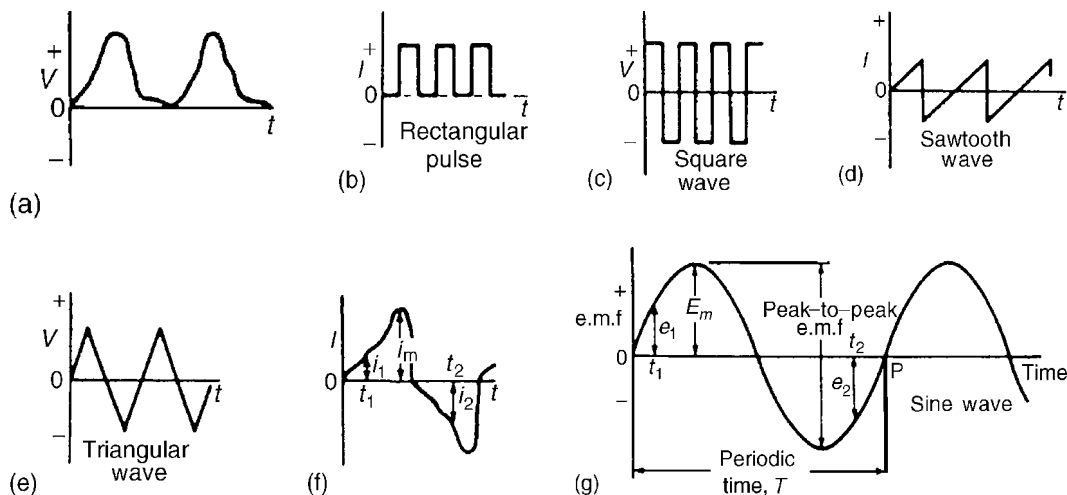 +
V
0
−
t
(a)
+
I
0
−
t
Rectangular
pulse
(b)
+
V
0
−
t
Square
wave
(c)
+
I
0
−
t
Sawtooth
wave
(d)
+
V
0
−
t
Triangular
wave
(e)
I
0
i1
im
t2
t1
i2
t
(f)
+
e.m.f
0
−
e1
Em
Peak–to–peak
e.m.f
t2
t1
e2
P
Time
Sine wave
Periodic
time, T
(g)